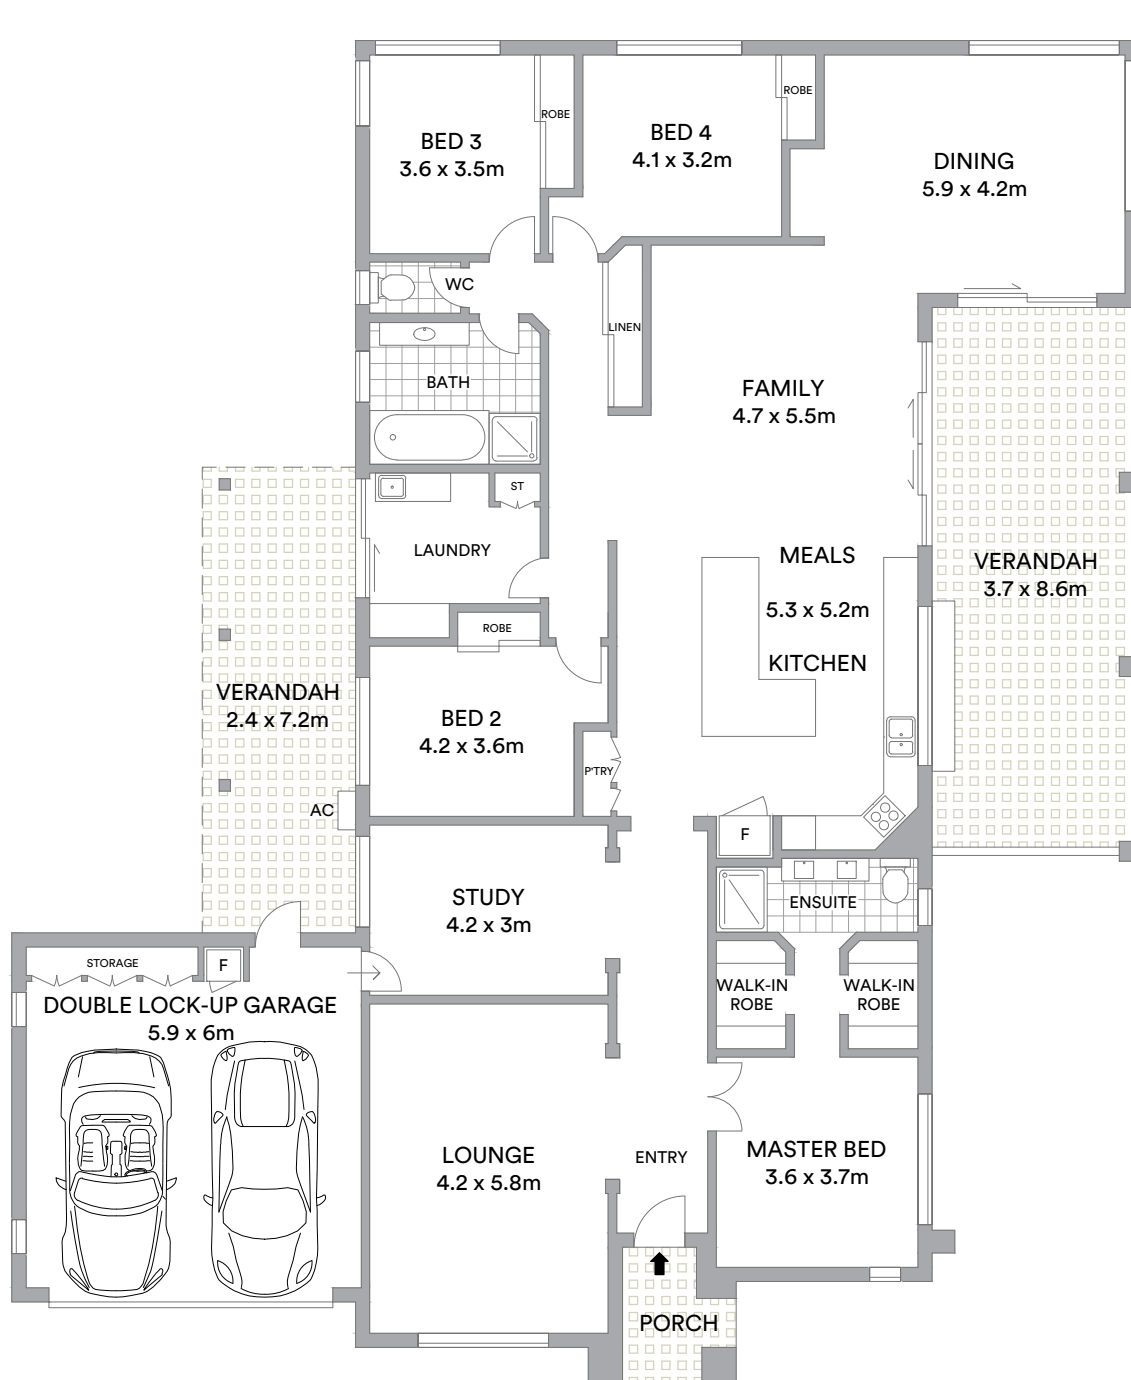 ROBE
ROBE
BED 3
3.6 x 3.5m
BED 4
4.1 x 3.2m
DINING
5.9 x 4.2m
WC
LINEN
BATH
FAMILY
4.7 x 5.5m
ST
LAUNDRY
MEALS
5.3 x 5.2m
KITCHEN
VERANDAH
3.7 x 8.6m
ROBE
VERANDAH
2.4 x 7.2m
BED 2
4.2 x 3.6m
P'TRY
AC
F
STUDY
4.2 x 3m
ENSUITE
STORAGE
F
WALK-IN
ROBE
WALK-IN
ROBE
DOUBLE LOCK-UP GARAGE
5.9 x 6m
LOUNGE
4.2 x 5.8m
ENTRY
MASTER BED
3.6 x 3.7m
PORCH